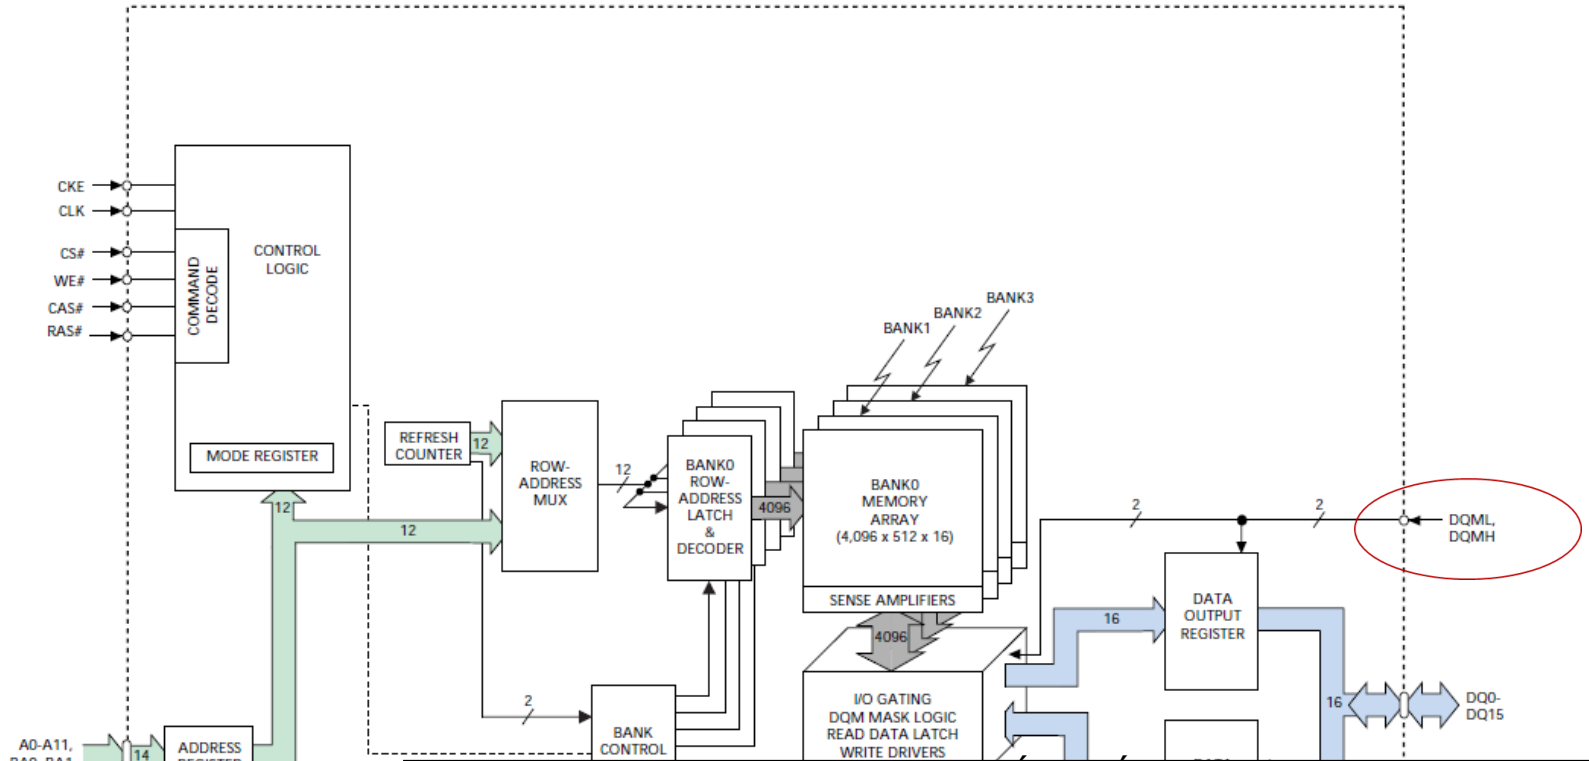 CKE
CLK
CS#
WE#
CAS#
RAS#
COMMAND
DECODE
CONTROL
LOGIC
MODE REGISTER
12
12
REFRESH
COUNTER
12
ROW-
ADDRESS
MUX
12
2
BANK0
ROW-
ADDRESS
LATCH
&
DECODER
4096
BANK1
BANK2
BANK3
BANK0
MEMORY
ARRAY
(4,096 x 512 x 16)
SENSE AMPLIFIERS
4096
I/O GATING
DQM MASK LOGIC
READ DATA LATCH
WRITE DRIVERS
BANK
CONTROL
2
2
DQML,
DQMH
16
DATA
OUTPUT
REGISTER
16
DQ0-
DQ15
A0-A11,
14
ADDRESS